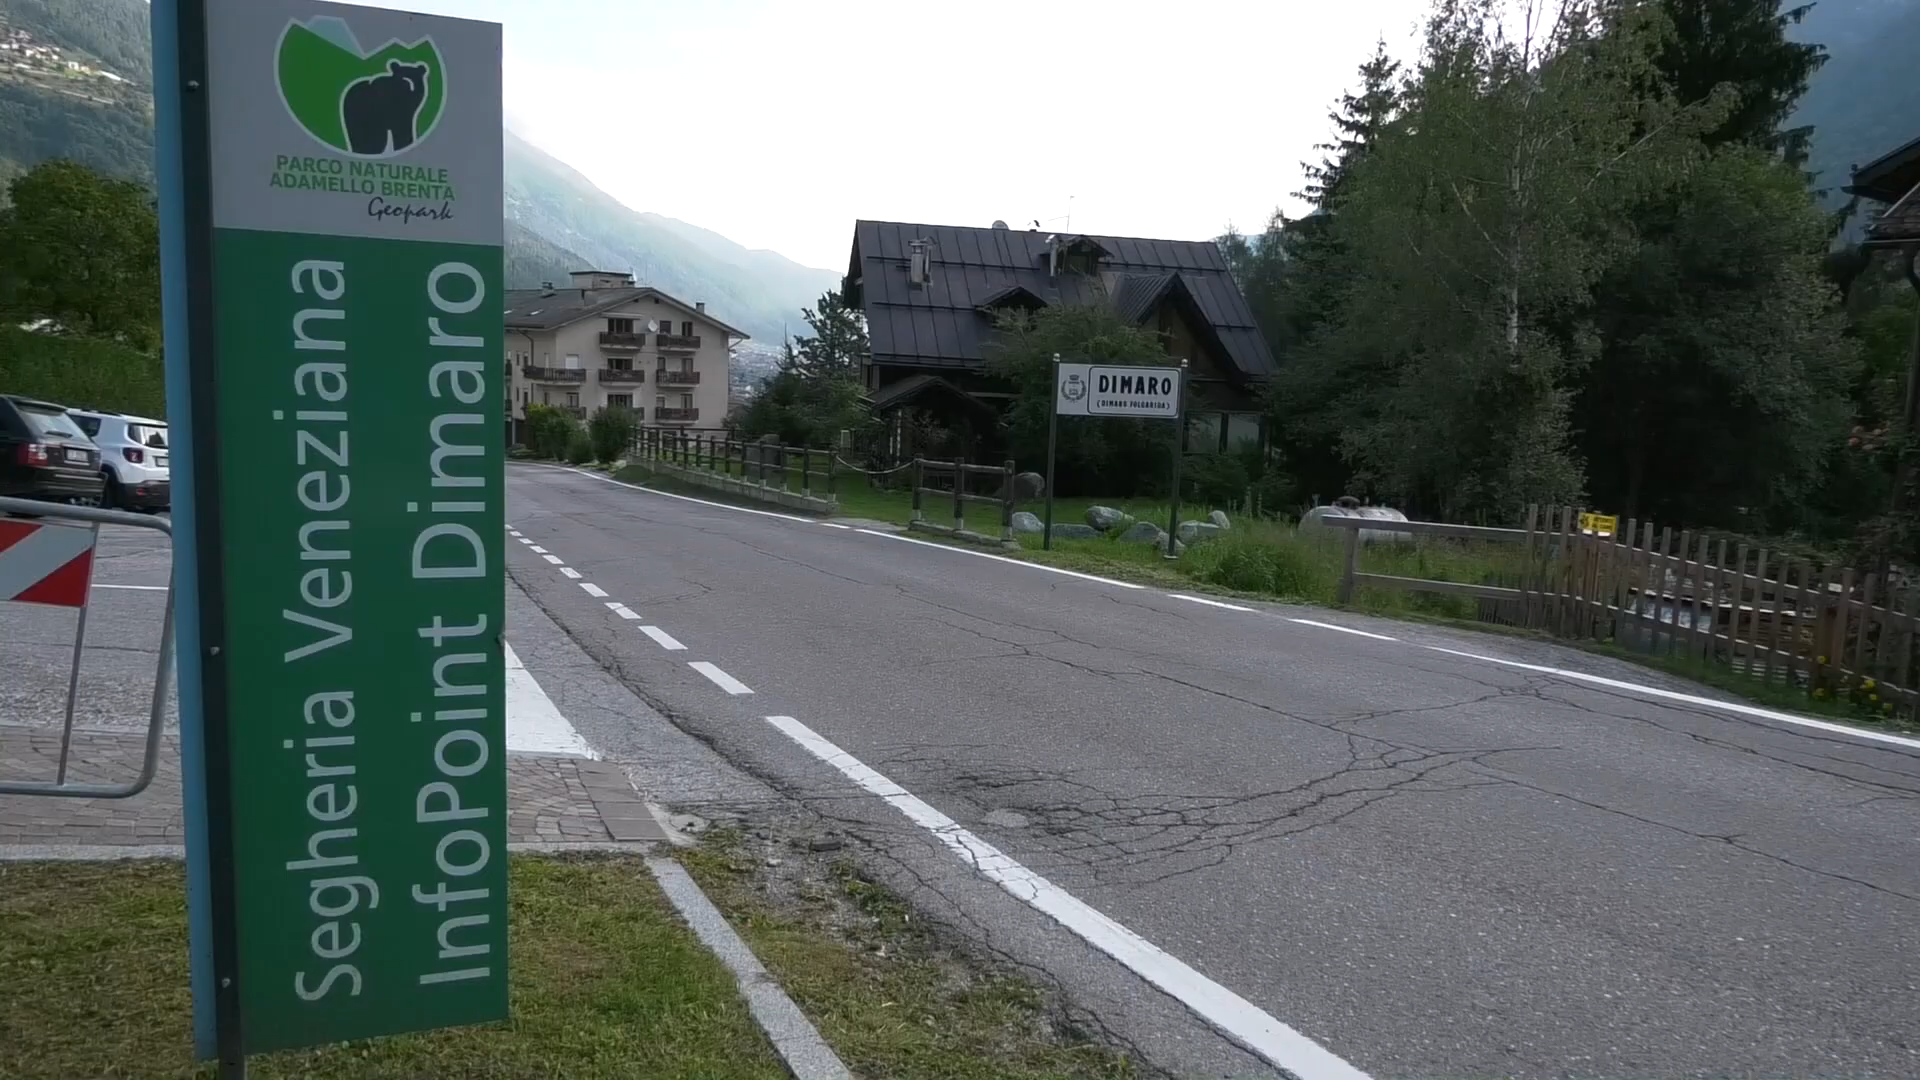 PARCO NATURALE
ADAMELLO BRENTA
Geopark
Segheria Veneziana
InfoPoint Dimaro
DIMARO
(DIMARO FOLGARIDA)